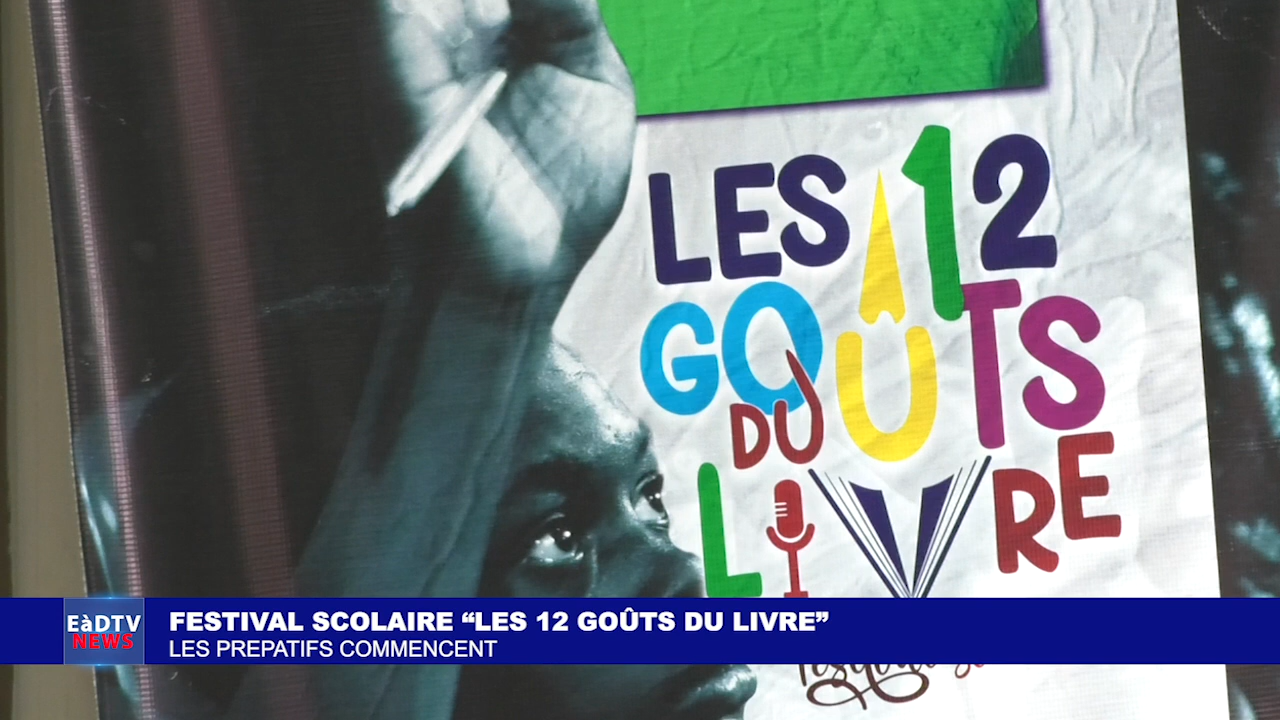 LES 12
GOÛTS
DU
LIVRE
EàDTV
NEWS
FESTIVAL SCOLAIRE “LES 12 GOÛTS DU LIVRE”
LES PREPATIFS COMMENCENT